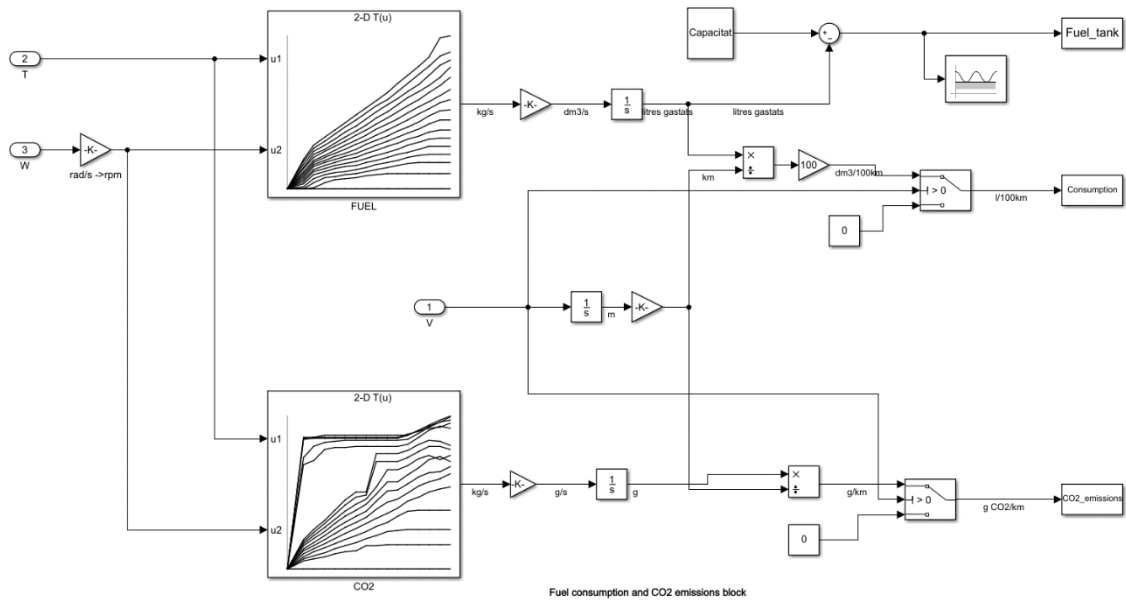 2-D T(u)
u1
u2
FUEL
2
T
3
W
-K-
rad/s ->rpm
kg/s
-K-
dm3/s
1
s
litres gastats
litres gastats
Capacitat
+
-
Fuel_tank
×
÷
km
100
dm3/100km
> 0
0
l/100km
Consumption
1
V
1
s
m
-K-
2-D T(u)
u1
u2
CO2
kg/s
-K-
g/s
1
s
g
×
÷
g/km
0
> 0
g CO2/km
CO2_emissions
Fuel consumption and CO2 emissions block